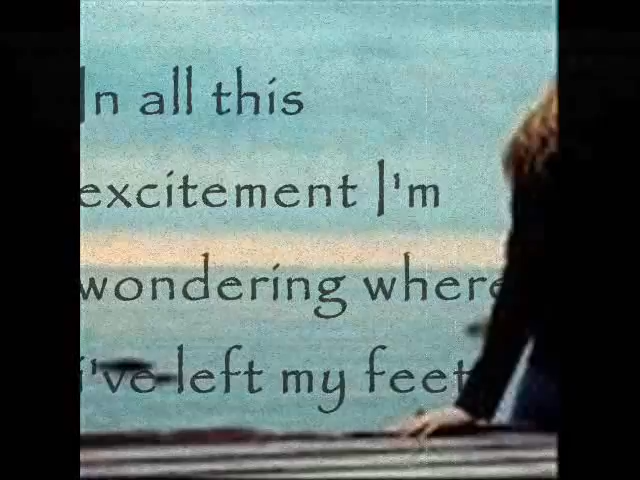 In all this
excitement I'm
wondering where
i've left my feet